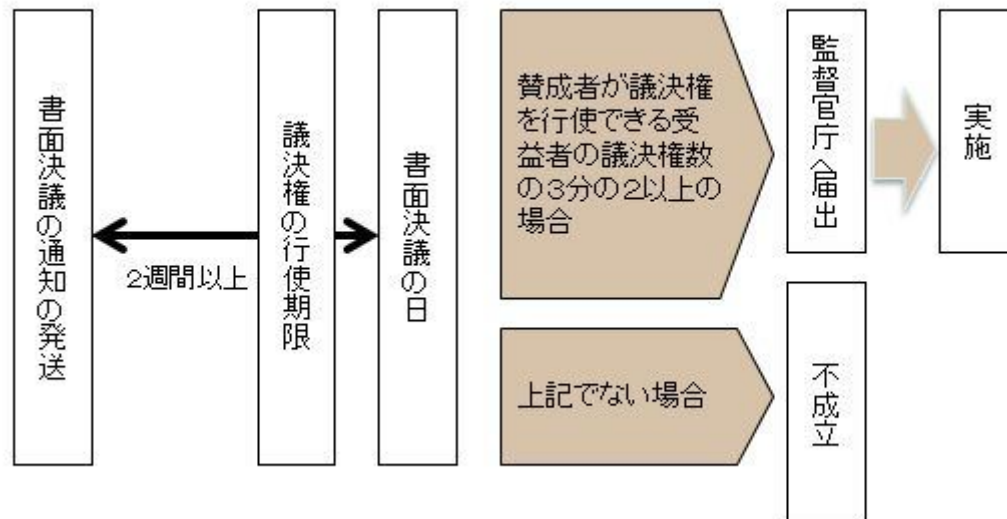 書面決議の通知の発送
2週間以上
議決権の行使期限
書面決議の日
賛成者が議決権
を行使できる受
益者の議決権数
の3分の2以上の
場合
監督官庁へ届出
実施
上記でない場合
不成立